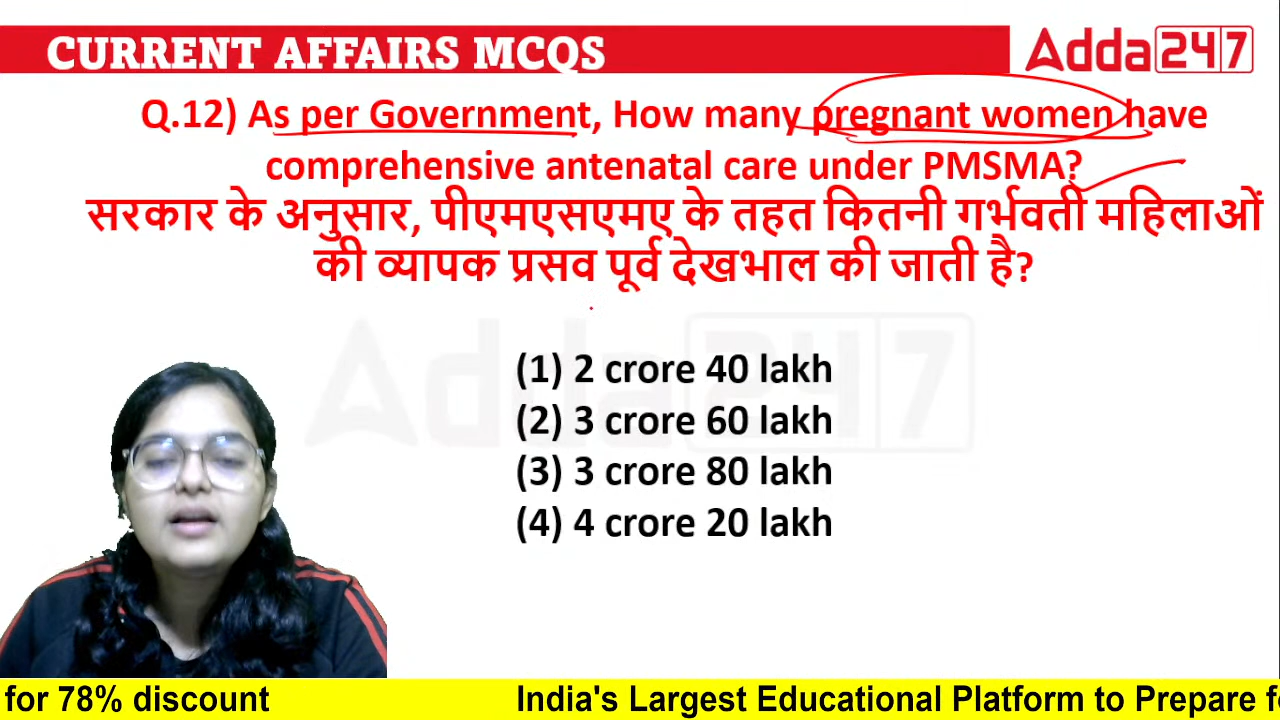 CURRENT AFFAIRS MCQS
Adda247
Q.12) As per Government, How many pregnant women have
comprehensive antenatal care under PMSMA?
सरकार के अनुसार, पीएमएसएमए के तहत कितनी गर्भवती महिलाओं
की व्यापक प्रसव पूर्व देखभाल की जाती है?
Adda247
(1) 2 crore 40 lakh
(2) 3 crore 60 lakh
(3) 3 crore 80 lakh
(4) 4 crore 20 lakh
for 78% discount India's Largest Educational Platform to Prepare f